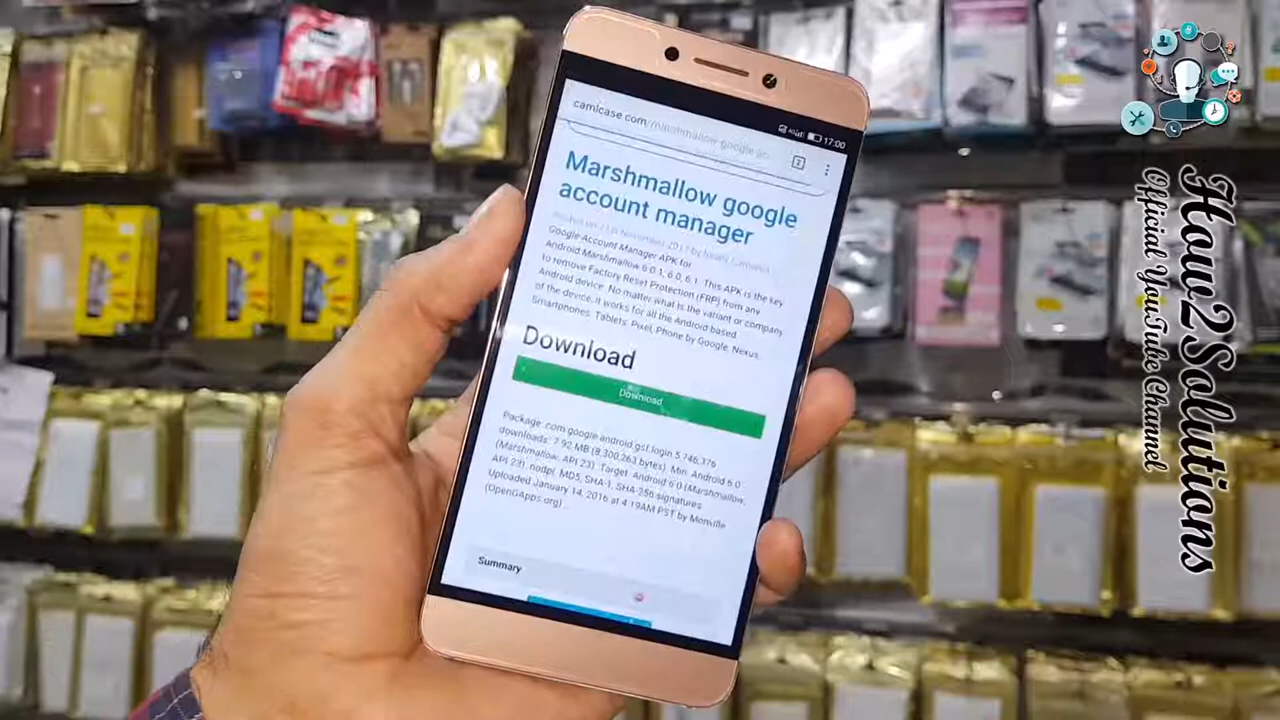 camicase.com/marshmallow-google-ac
2
17:00
Marshmallow google
account manager
Google Account Manager APK for
Android Marshmallow 6.0.1, 6.0, 6.1. This APK is the key
to remove Factory Reset Protection (FRP) from any
Android device. No matter what is the variant or company
of the device, it works for all the Android based
Smartphones, Tablets, Pixel, Phone by Google, Nexus.
Download
Download
Package: com.google.android.gsf.login 5.746,376
downloads: 7.92 MB (8,300,263 bytes). Min: Android 6.0
(Marshmallow, API 23). Target: Android 6.0 (Marshmallow,
API 23). nodpi, MD5, SHA-1, SHA-256 signatures
Uploaded January 14, 2016 at 4:19AM PST by Monville
(OpenGApps.org)
Summary
How2Solutions
Official YouTube Channel